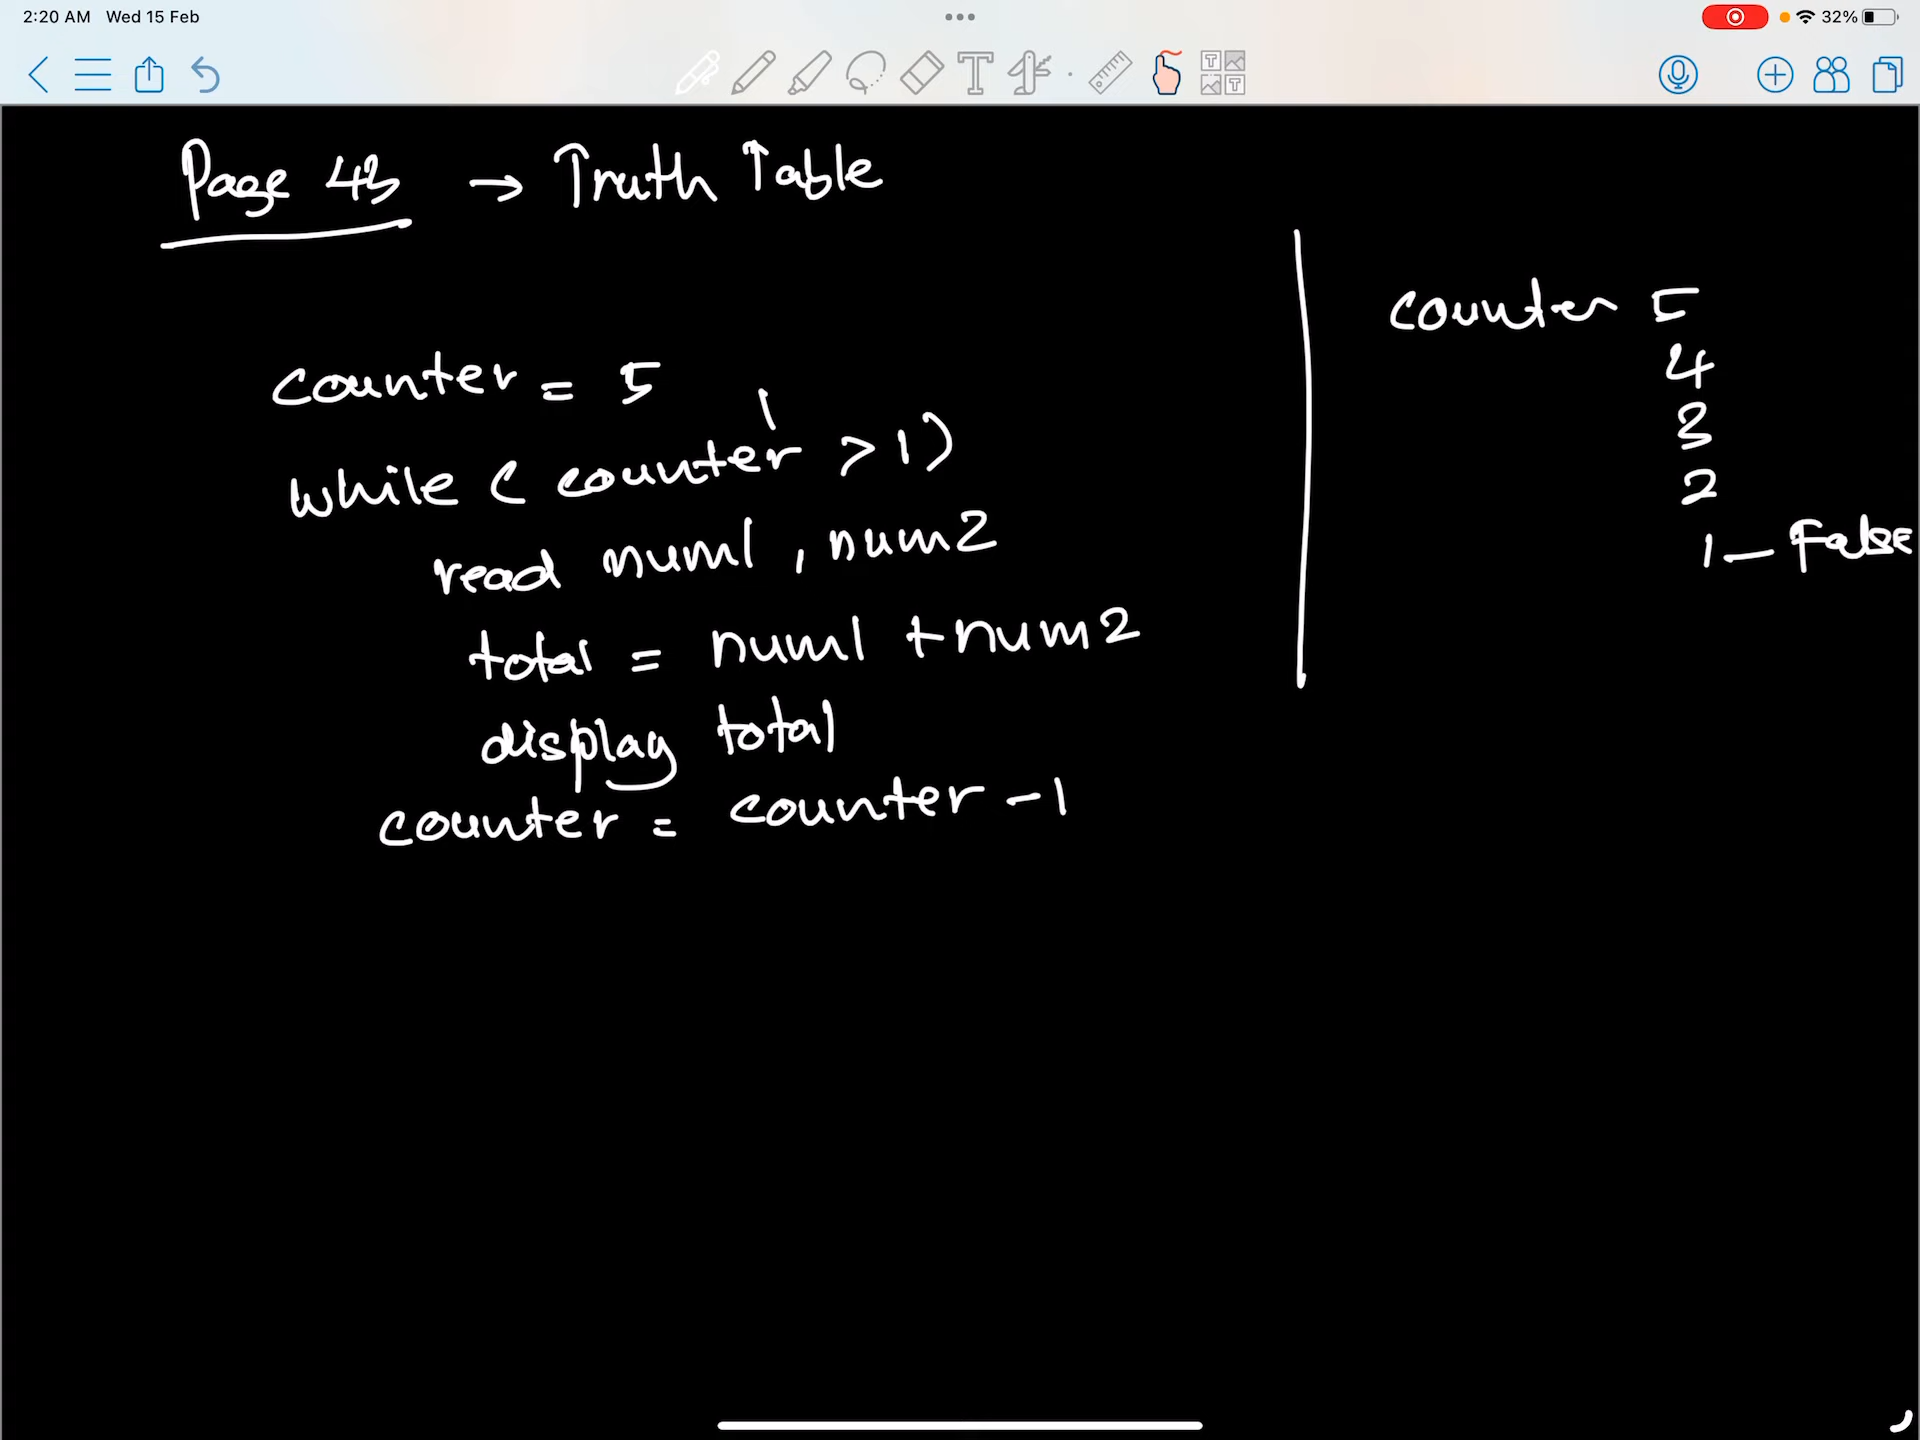 2:20 AM Wed 15 Feb
32%
Page 43 → Truth Table
counter = 5
while ( counter > 1)
read num1 , num2
total = num1 + num2
display total
counter = counter - 1
counter 5
4
3
2
1 - False